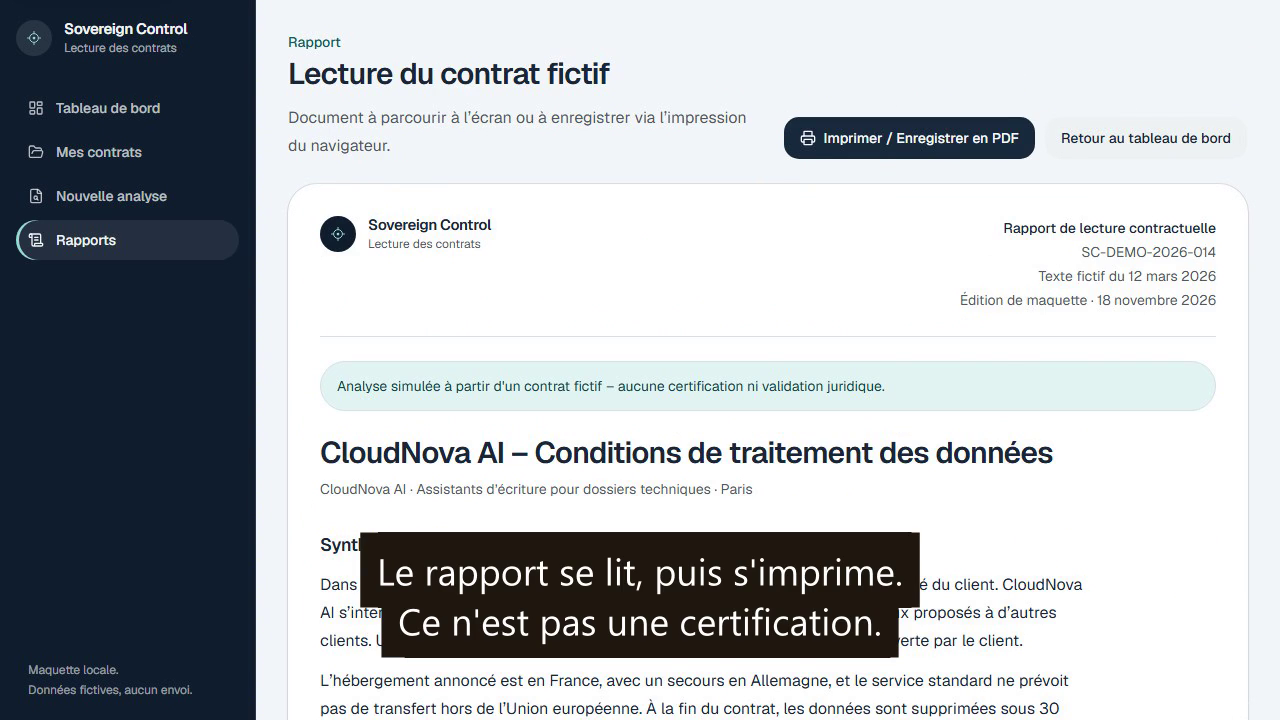 Sovereign Control
Lecture des contrats
Tableau de bord
Mes contrats
Nouvelle analyse
Rapports
Maquette locale.
Données fictives, aucun envoi.
Rapport
Lecture du contrat fictif
Document à parcourir à l’écran ou à enregistrer via l’impression
du navigateur.
Imprimer / Enregistrer en PDF
Retour au tableau de bord
Sovereign Control
Lecture des contrats
Rapport de lecture contractuelle
SC-DEMO-2026-014
Texte fictif du 12 mars 2026
Édition de maquette · 18 novembre 2026
Analyse simulée à partir d'un contrat fictif – aucune certification ni validation juridique.
CloudNova AI – Conditions de traitement des données
CloudNova AI · Assistants d’écriture pour dossiers techniques · Paris
Dans du client. CloudNova
AI proposés à d’autres
clients. par le client.
Le rapport se lit, puis s'imprime.
Ce n'est pas une certification.
L’hébergement annoncé est en France, avec un secours en Allemagne, et le service standard ne prévoit
pas de transfert hors de l’Union européenne. À la fin du contrat, les données sont supprimées sous 30